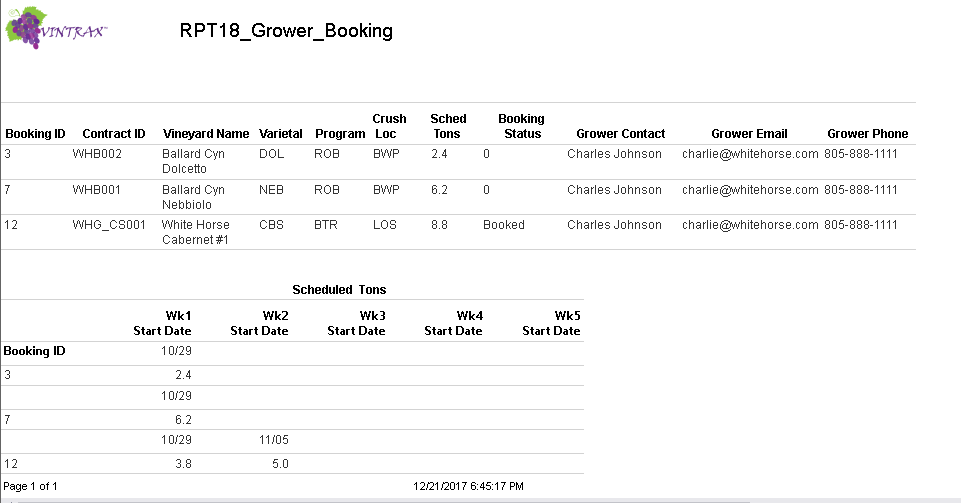 VINTRAX
RPT18_Grower_Booking
Booking ID Contract ID Vineyard Name Varietal Program Crush Loc Sched Tons Booking Status Grower Contact Grower Email Grower Phone
3 WHB002 Ballard Cyn Dolcetto DOL ROB BWP 2.4 0 Charles Johnson charlie@whitehorse.com 805-888-1111
7 WHB001 Ballard Cyn Nebbiolo NEB ROB BWP 6.2 0 Charles Johnson charlie@whitehorse.com 805-888-1111
12 WHG_CS001 White Horse Cabernet #1 CBS BTR LOS 8.8 Booked Charles Johnson charlie@whitehorse.com 805-888-1111
Scheduled Tons
Wk1 Wk2 Wk3 Wk4 Wk5
Start Date Start Date Start Date Start Date Start Date
Booking ID 10/29
3 2.4
10/29
7 6.2
10/29 11/05
12 3.8 5.0
Page 1 of 1 12/21/2017 6:45:17 PM